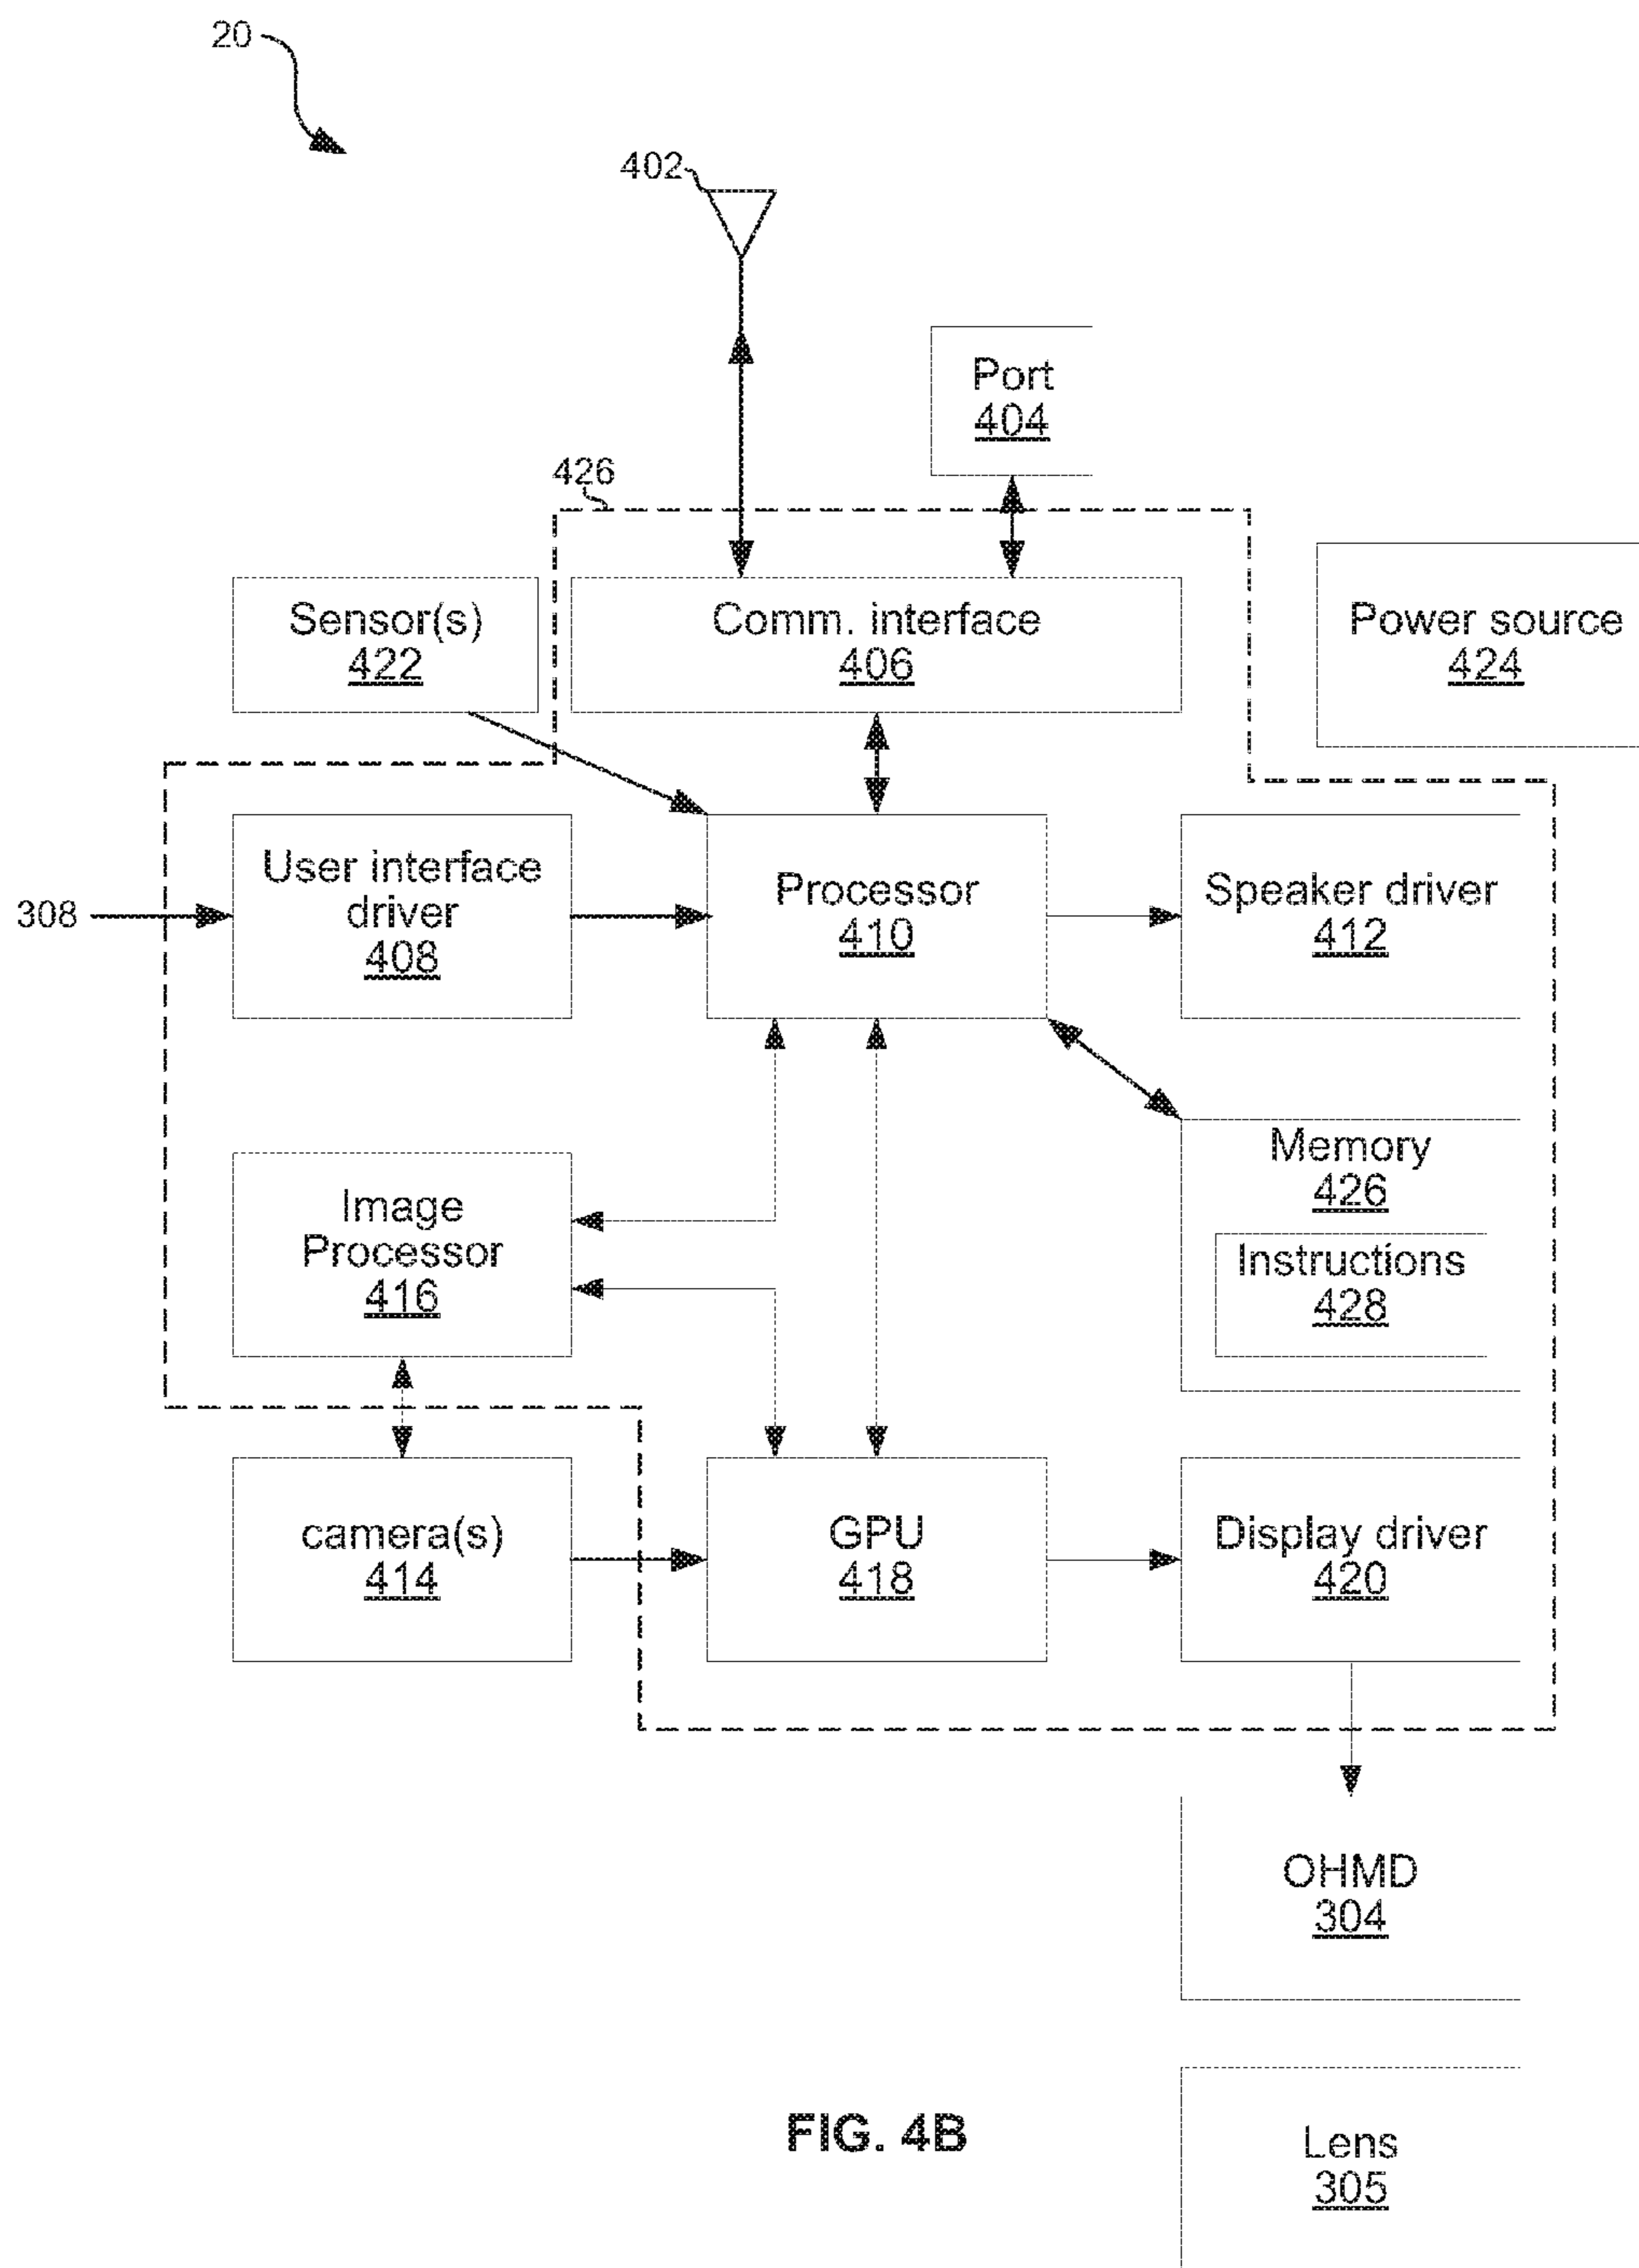 20
402
Port
404
426
Sensor(s)
422
Comm. interface
406
Power source
424
308
User interface
driver
408
Processor
410
Speaker driver
412
Image
Processor
416
Memory
426
Instructions
428
camera(s)
414
GPU
418
Display driver
420
OHMD
304
Lens
305
FIG. 4B